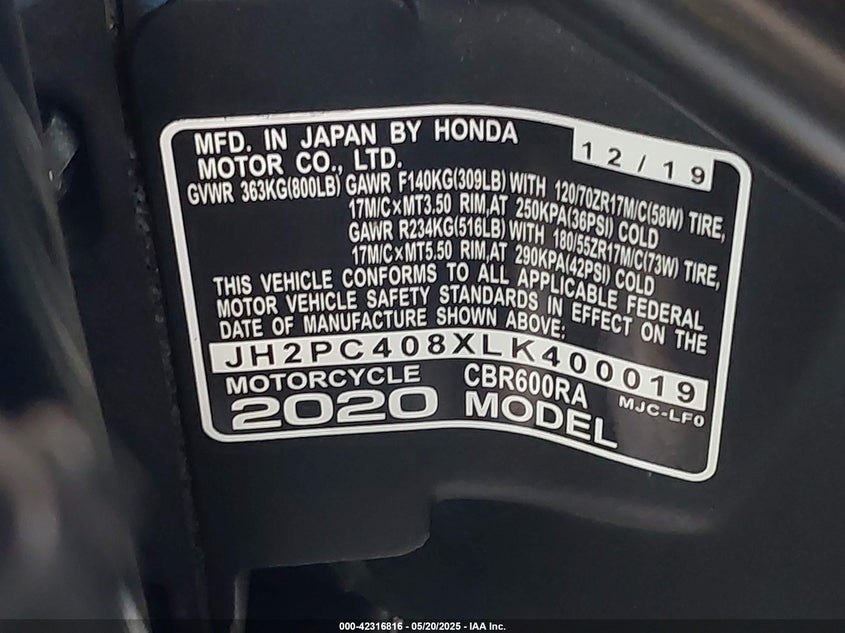 MFD. IN JAPAN BY HONDA
MOTOR CO., LTD.
12/19
GVWR 363KG(800LB) GAWR F140KG(309LB) WITH 120/70ZR17M/C(58W) TIRE,
17M/C×MT3.50 RIM,AT 250KPA(36PSI) COLD
GAWR R234KG(516LB) WITH 180/55ZR17M/C(73W) TIRE,
17M/C×MT5.50 RIM,AT 290KPA(42PSI) COLD
THIS VEHICLE CONFORMS TO ALL APPLICABLE FEDERAL
MOTOR VEHICLE SAFETY STANDARDS IN EFFECT ON THE
DATE OF MANUFACTURE SHOWN ABOVE:
JH2PC408XLK400019
MOTORCYCLE CBR600RA MJC-LF0
2020 MODEL
000-42316816 - 05/20/2025 - IAA Inc.